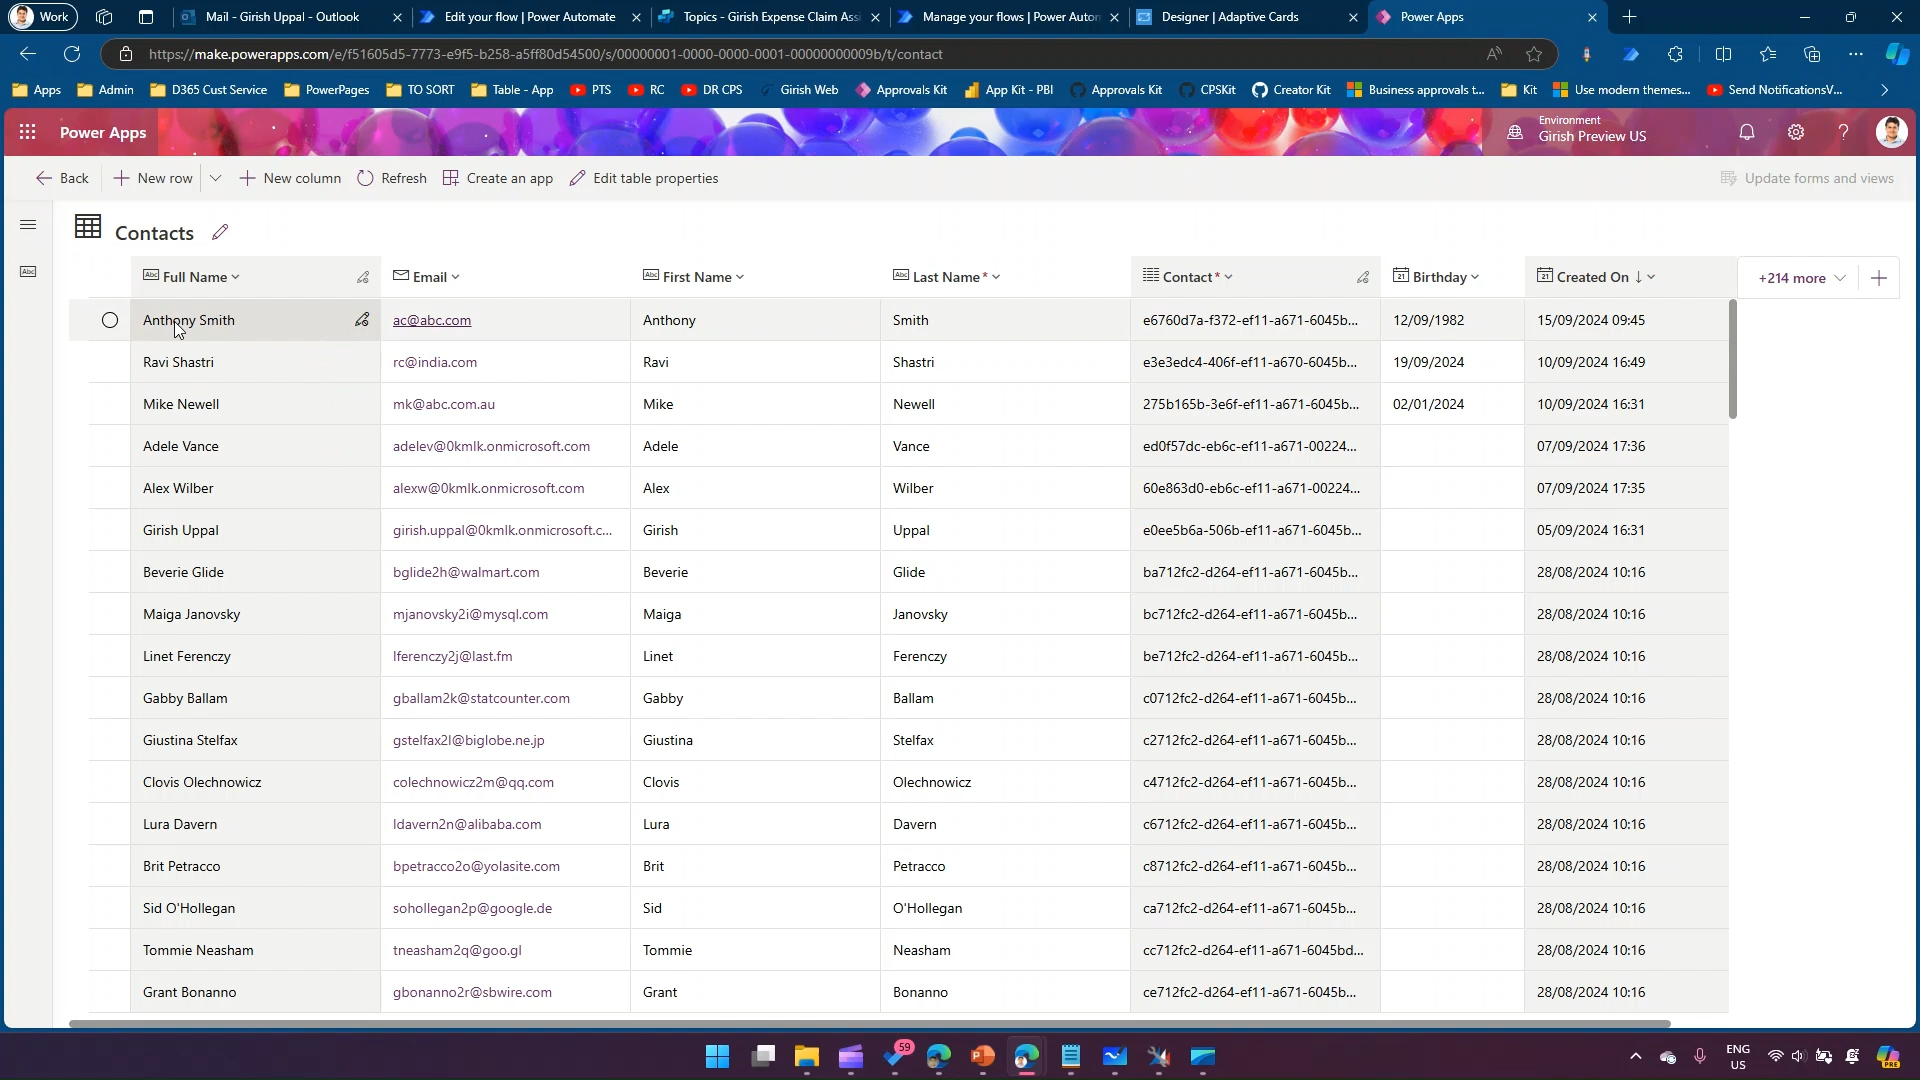 Work
Mail - Girish Uppal - Outlook
Edit your flow | Power Automate
Topics - Girish Expense Claim Assi
Manage your flows | Power Autom
Designer | Adaptive Cards
Power Apps
https://make.powerapps.com/e/f51605d5-7773-e9f5-b258-a5ff80d54500/s/00000001-0000-0000-0001-00000000009b/t/contact
Apps Admin D365 Cust Service PowerPages TO SORT Table - App PTS RC DR CPS Girish Web Approvals Kit App Kit - PBI Approvals Kit CPSKit Creator Kit Business approvals t... Kit Use modern themes... Send NotificationsV...
Power Apps
Environment
Girish Preview US
Back New row New column Refresh Create an app Edit table properties Update forms and views
Contacts
Full Name Email First Name Last Name* Contact* Birthday Created On +214 more
Anthony Smith ac@abc.com Anthony Smith e6760d7a-f372-ef11-a671-6045b... 12/09/1982 15/09/2024 09:45
Ravi Shastri rc@india.com Ravi Shastri e3e3edc4-406f-ef11-a670-6045b... 19/09/2024 10/09/2024 16:49
Mike Newell mk@abc.com.au Mike Newell 275b165b-3e6f-ef11-a671-6045b... 02/01/2024 10/09/2024 16:31
Adele Vance adelev@0kmlk.onmicrosoft.com Adele Vance ed0f57dc-eb6c-ef11-a671-00224... 07/09/2024 17:36
Alex Wilber alexw@0kmlk.onmicrosoft.com Alex Wilber 60e863d0-eb6c-ef11-a671-00224... 07/09/2024 17:35
Girish Uppal girish.uppal@0kmlk.onmicrosoft.c... Girish Uppal e0ee5b6a-506b-ef11-a671-6045b... 05/09/2024 16:31
Beverie Glide bglide2h@walmart.com Beverie Glide ba712fc2-d264-ef11-a671-6045b... 28/08/2024 10:16
Maiga Janovsky mjanovsky2i@mysql.com Maiga Janovsky bc712fc2-d264-ef11-a671-6045b... 28/08/2024 10:16
Linet Ferenczy lferenczy2j@last.fm Linet Ferenczy be712fc2-d264-ef11-a671-6045b... 28/08/2024 10:16
Gabby Ballam gballam2k@statcounter.com Gabby Ballam c0712fc2-d264-ef11-a671-6045b... 28/08/2024 10:16
Giustina Stelfax gstelfax2l@biglobe.ne.jp Giustina Stelfax c2712fc2-d264-ef11-a671-6045b... 28/08/2024 10:16
Clovis Olechnowicz colechnowicz2m@qq.com Clovis Olechnowicz c4712fc2-d264-ef11-a671-6045b... 28/08/2024 10:16
Lura Davern ldavern2n@alibaba.com Lura Davern c6712fc2-d264-ef11-a671-6045b... 28/08/2024 10:16
Brit Petracco bpetracco2o@yolasite.com Brit Petracco c8712fc2-d264-ef11-a671-6045b... 28/08/2024 10:16
Sid O'Hollegan sohollegan2p@google.de Sid O'Hollegan ca712fc2-d264-ef11-a671-6045b... 28/08/2024 10:16
Tommie Neasham tneasham2q@goo.gl Tommie Neasham cc712fc2-d264-ef11-a671-6045bd... 28/08/2024 10:16
Grant Bonanno gbonanno2r@sbwire.com Grant Bonanno ce712fc2-d264-ef11-a671-6045b... 28/08/2024 10:16
59
ENG
US